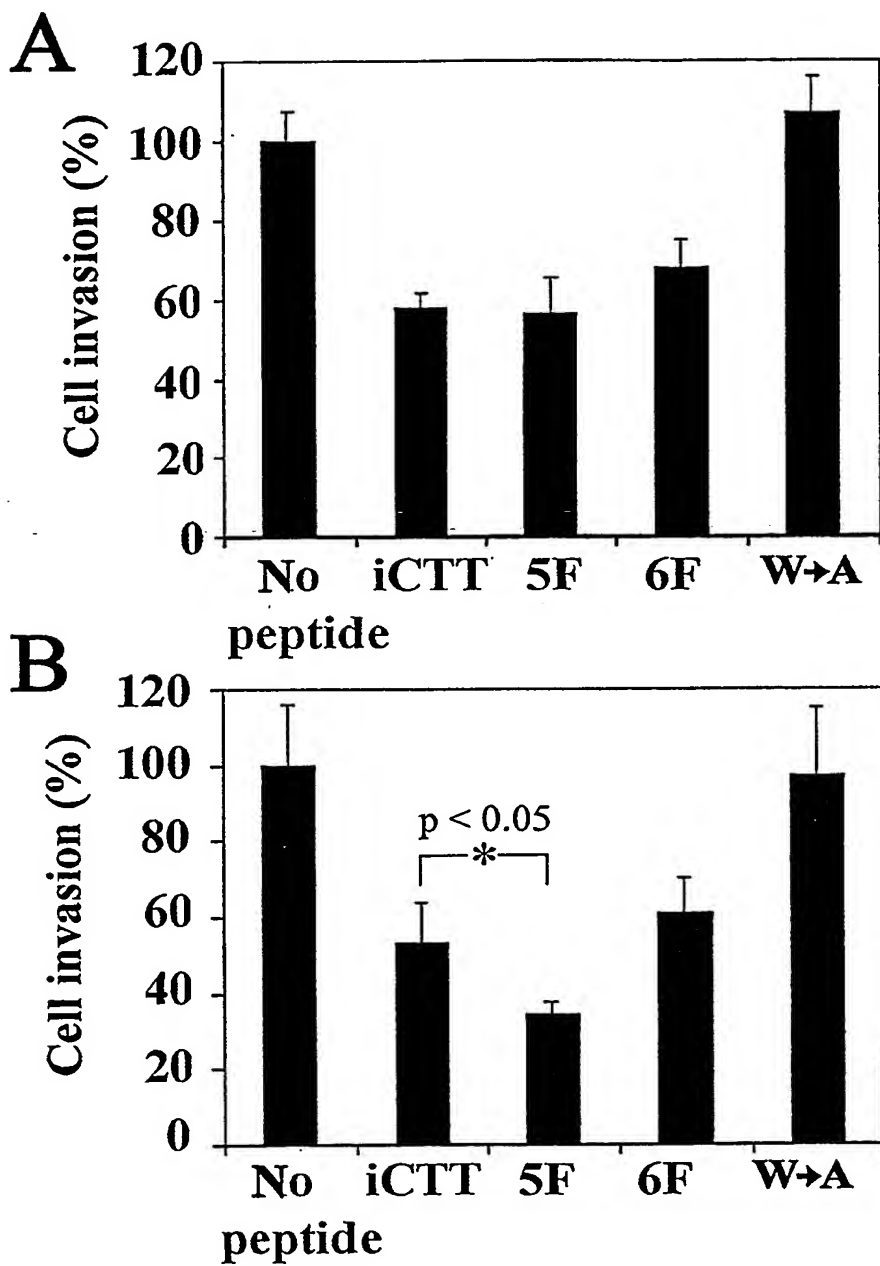 A
Cell invasion (%)
120
100
80
60
40
20
0
No peptide
iCTT
5F
6F
W→A
B
Cell invasion (%)
120
100
80
60
40
20
0
p < 0.05
*
No peptide
iCTT
5F
6F
W→A